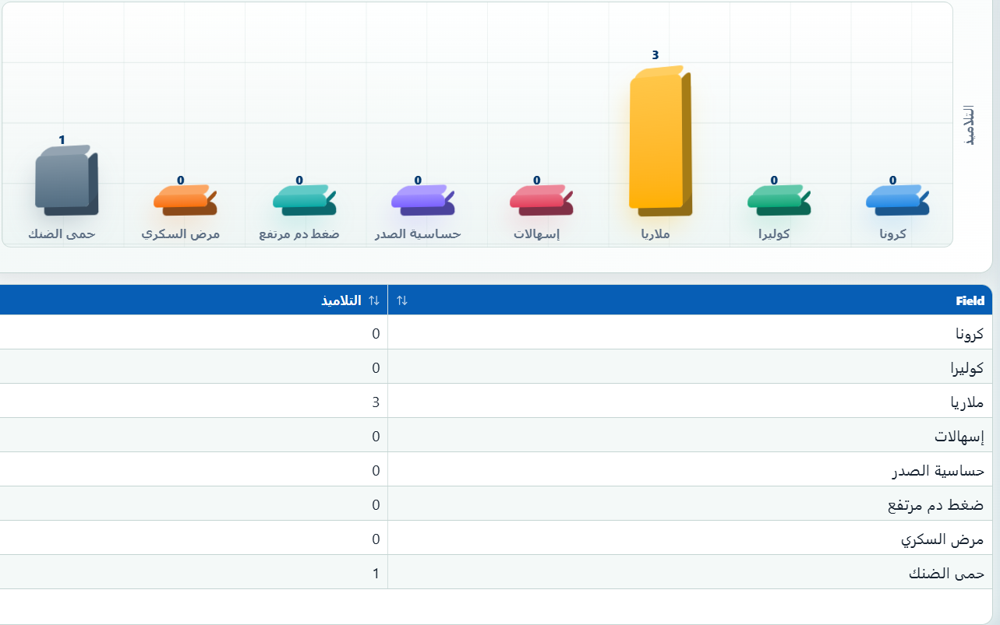 3
1
0
0
0
0
0
0
التلاميذ
كرونا
كوليرا
ملاريا
إسهالات
حساسية الصدر
ضغط دم مرتفع
مرض السكري
حمى الضنك
Field ↑↓ التلاميذ ↑↓
كرونا 0
كوليرا 0
ملاريا 3
إسهالات 0
حساسية الصدر 0
ضغط دم مرتفع 0
مرض السكري 0
حمى الضنك 1